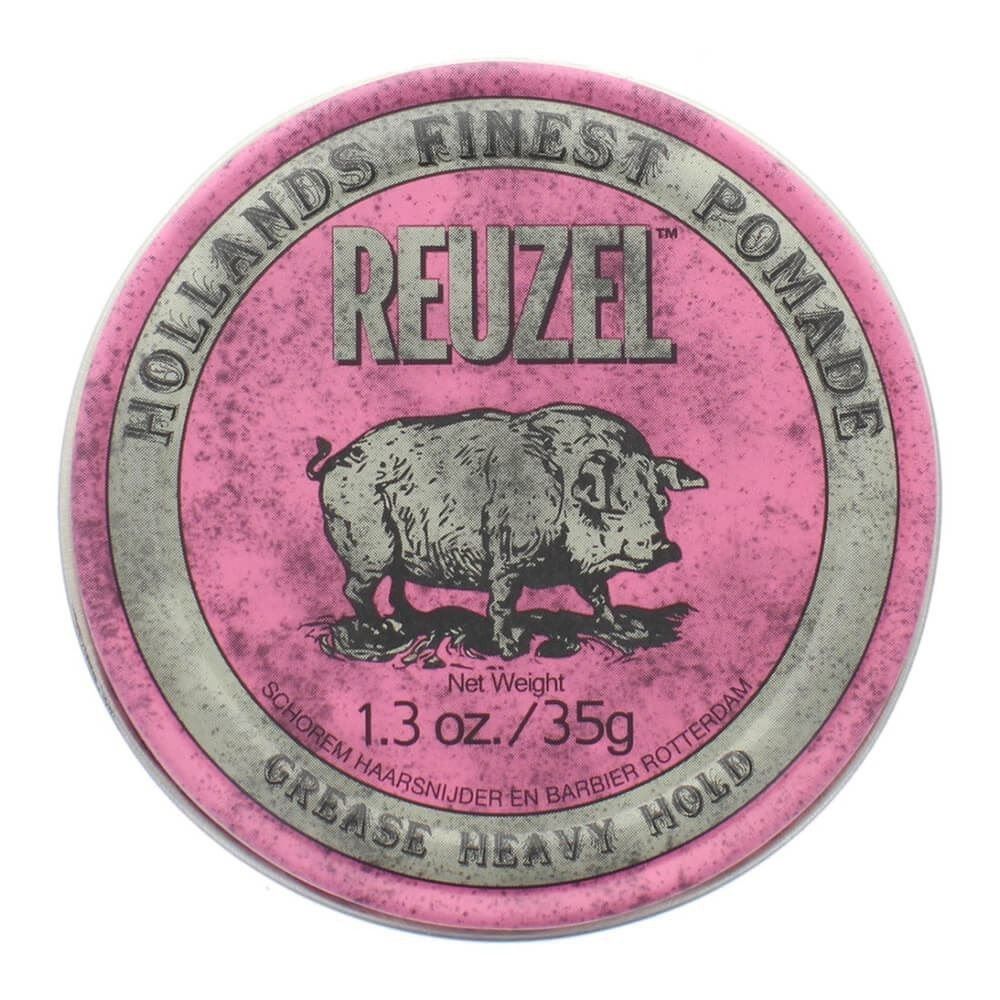 HOLLANDS FINEST POMADE
REUZEL™
Net Weight
1.3 oz./35g
SCHOREM HAARSNIJDER EN BARBIER ROTTERDAM
GREASE HEAVY HOLD